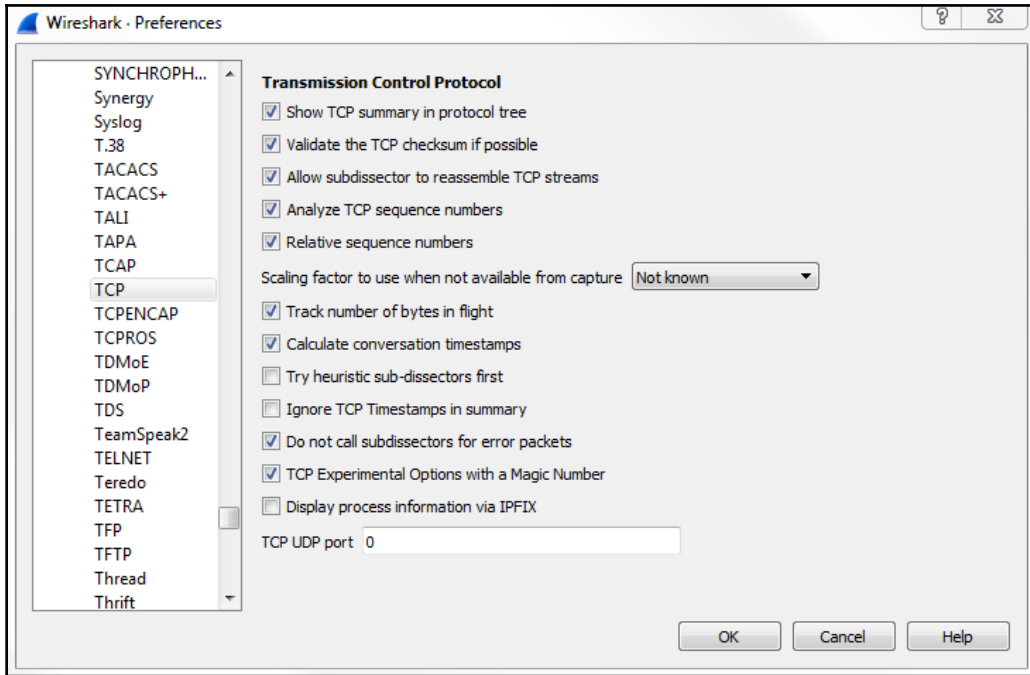 Wireshark · Preferences
SYNCHROPH...
Synergy
Syslog
T.38
TACACS
TACACS+
TALI
TAPA
TCAP
TCP
TCPENCAP
TCPROS
TDMoE
TDMoP
TDS
TeamSpeak2
TELNET
Teredo
TETRA
TFP
TFTP
Thread
Thrift
Transmission Control Protocol
Show TCP summary in protocol tree
Validate the TCP checksum if possible
Allow subdissector to reassemble TCP streams
Analyze TCP sequence numbers
Relative sequence numbers
Scaling factor to use when not available from capture Not known
Track number of bytes in flight
Calculate conversation timestamps
Try heuristic sub-dissectors first
Ignore TCP Timestamps in summary
Do not call subdissectors for error packets
TCP Experimental Options with a Magic Number
Display process information via IPFIX
TCP UDP port 0
OK Cancel Help